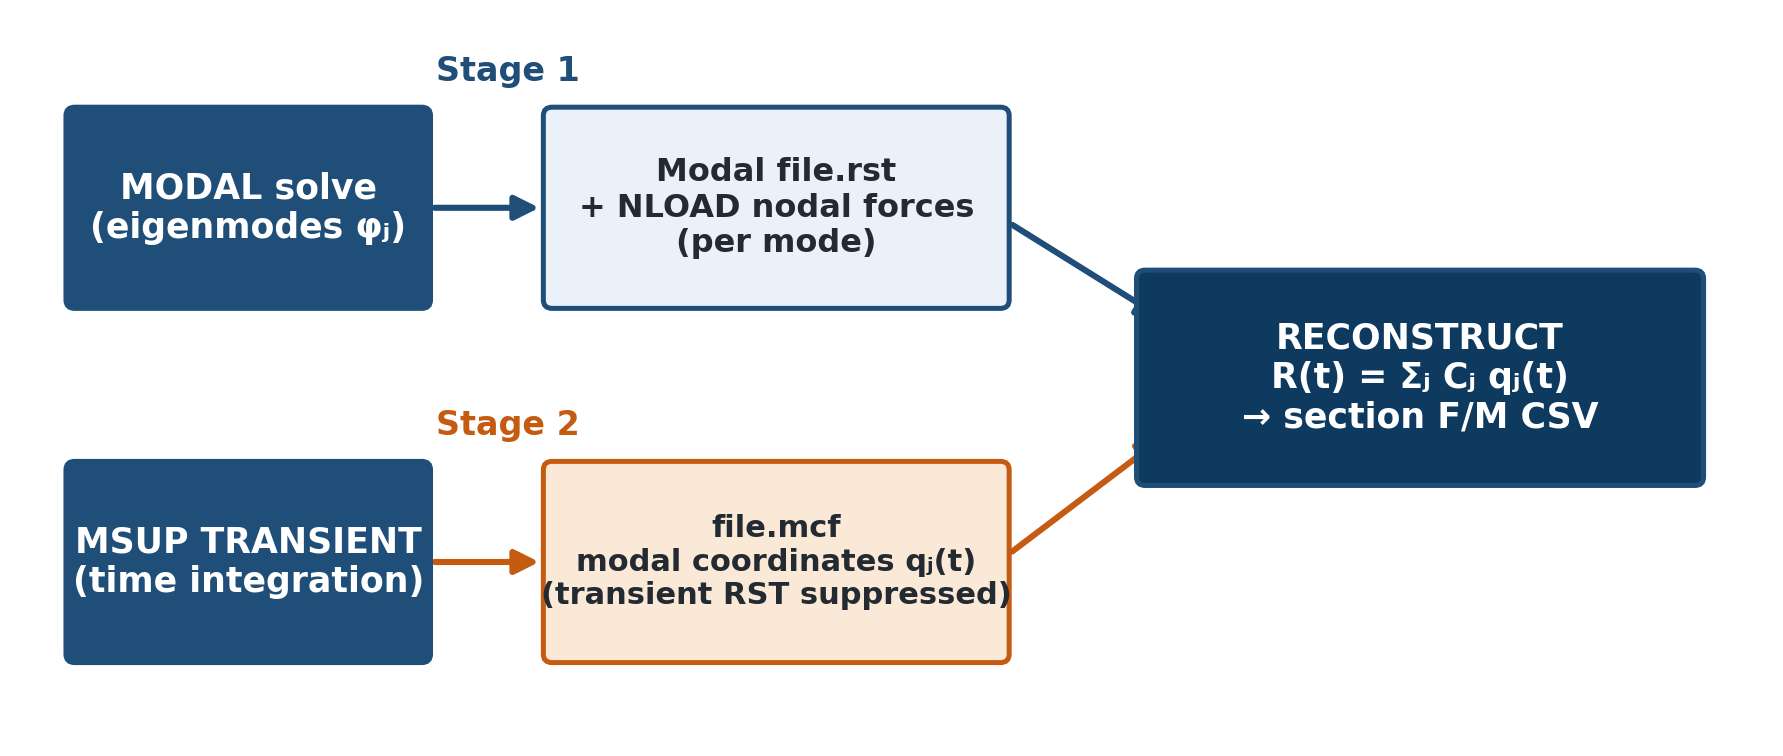 Stage 1
MODAL solve
(eigenmodes φⱼ)
Modal file.rst
+ NLOAD nodal forces
(per mode)
RECONSTRUCT
R(t) = Σⱼ Cⱼ qⱼ(t)
→ section F/M CSV
Stage 2
MSUP TRANSIENT
(time integration)
file.mcf
modal coordinates qⱼ(t)
(transient RST suppressed)